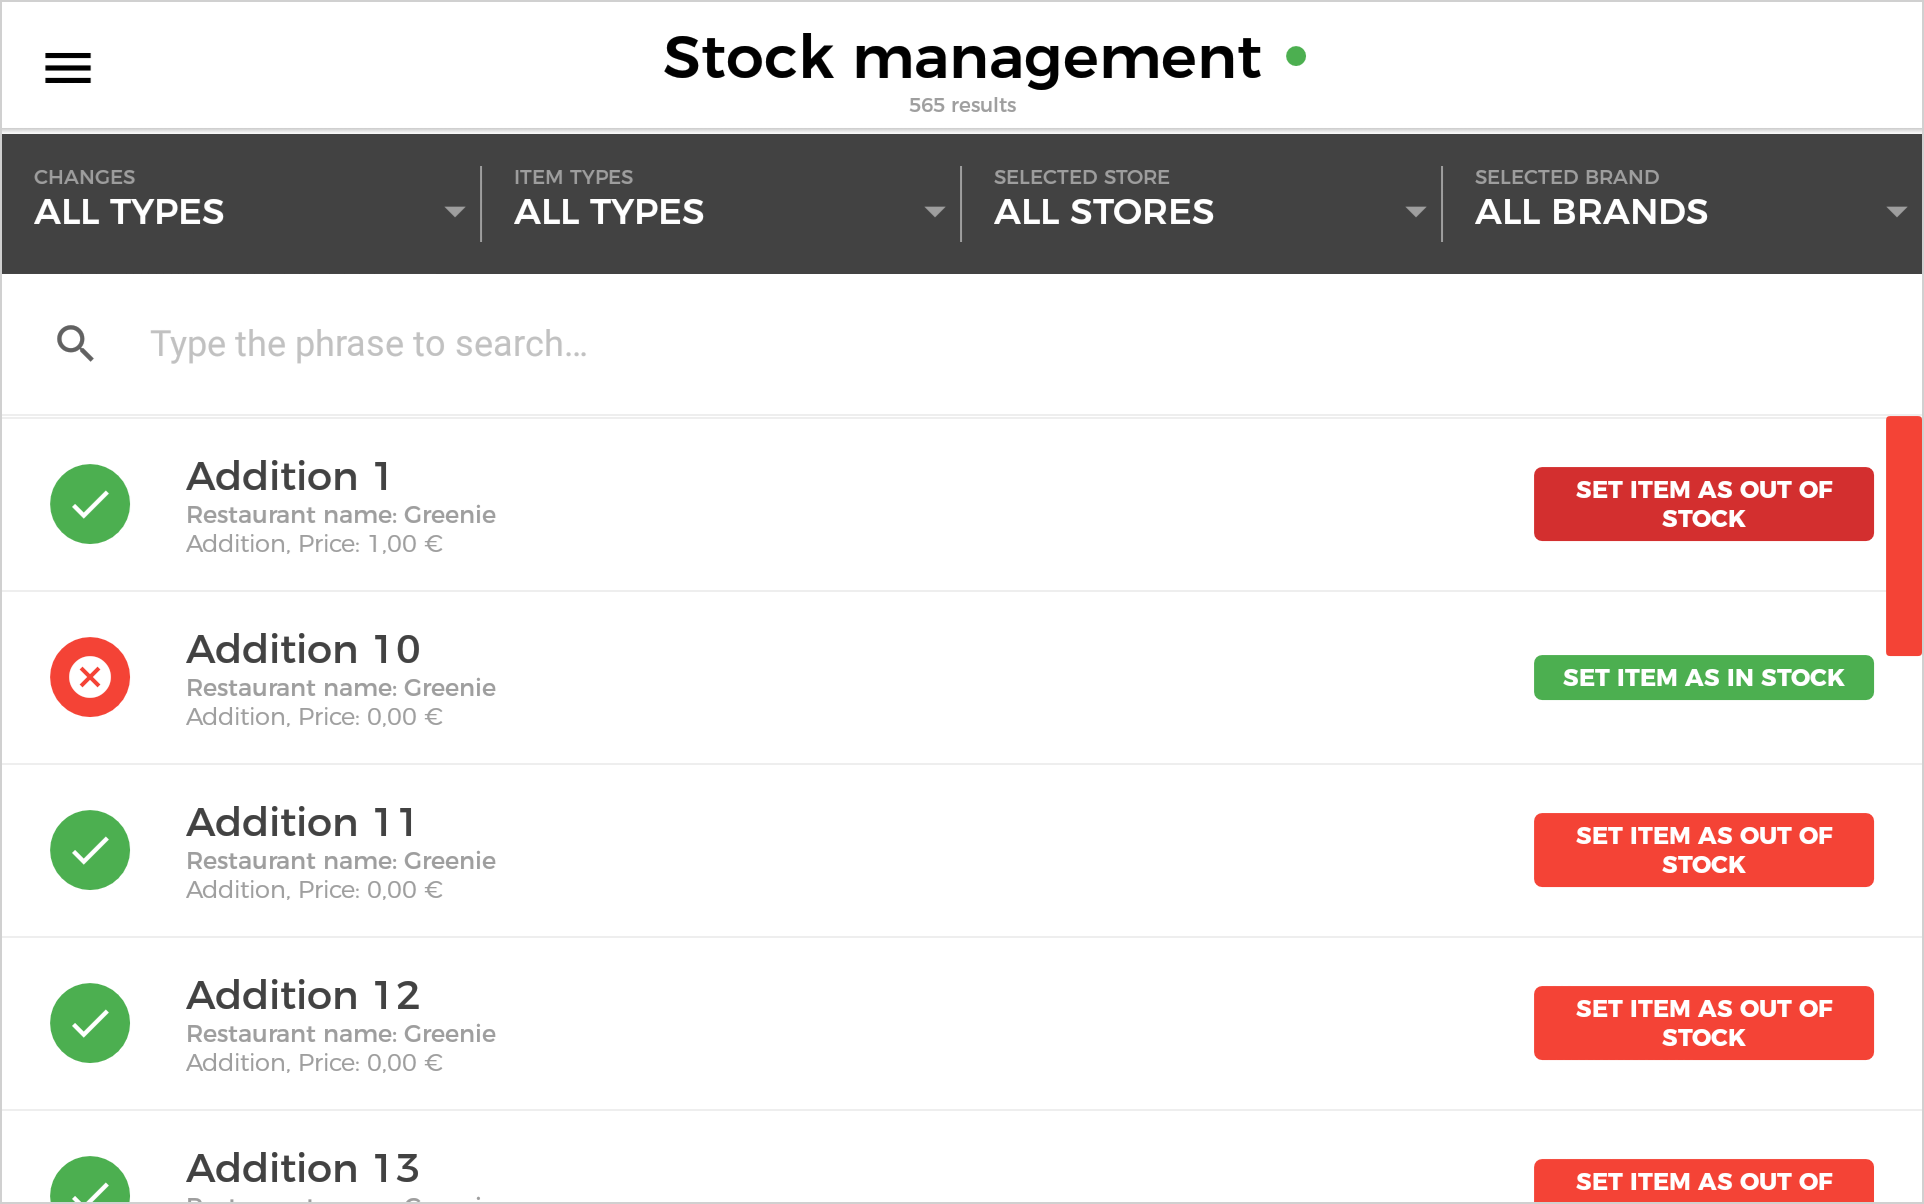 Stock management
565 results
CHANGES
ALL TYPES
ITEM TYPES
ALL TYPES
SELECTED STORE
ALL STORES
SELECTED BRAND
ALL BRANDS
Type the phrase to search...
Addition 1
Restaurant name: Greenie
Addition, Price: 1,00 €
SET ITEM AS OUT OF
STOCK
Addition 10
Restaurant name: Greenie
Addition, Price: 0,00 €
SET ITEM AS IN STOCK
Addition 11
Restaurant name: Greenie
Addition, Price: 0,00 €
SET ITEM AS OUT OF
STOCK
Addition 12
Restaurant name: Greenie
Addition, Price: 0,00 €
SET ITEM AS OUT OF
STOCK
Addition 13
SET ITEM AS OUT OF